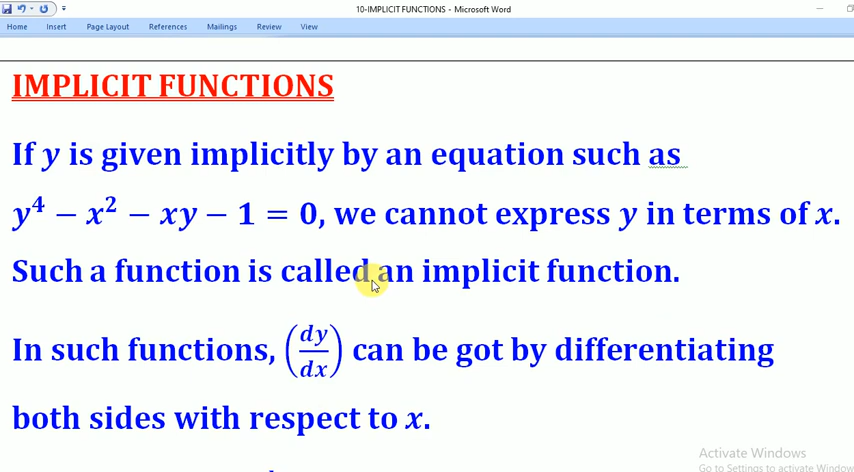 10-IMPLICIT FUNCTIONS - Microsoft Word
Home Insert Page Layout References Mailings Review View
IMPLICIT FUNCTIONS
If y is given implicitly by an equation such as
y⁴ − x² − xy − 1 = 0, we cannot express y in terms of x.
Such a function is called an implicit function.
In such functions, (dy/dx) can be got by differentiating
both sides with respect to x.
Activate Windows
Go to Settings to activate Window